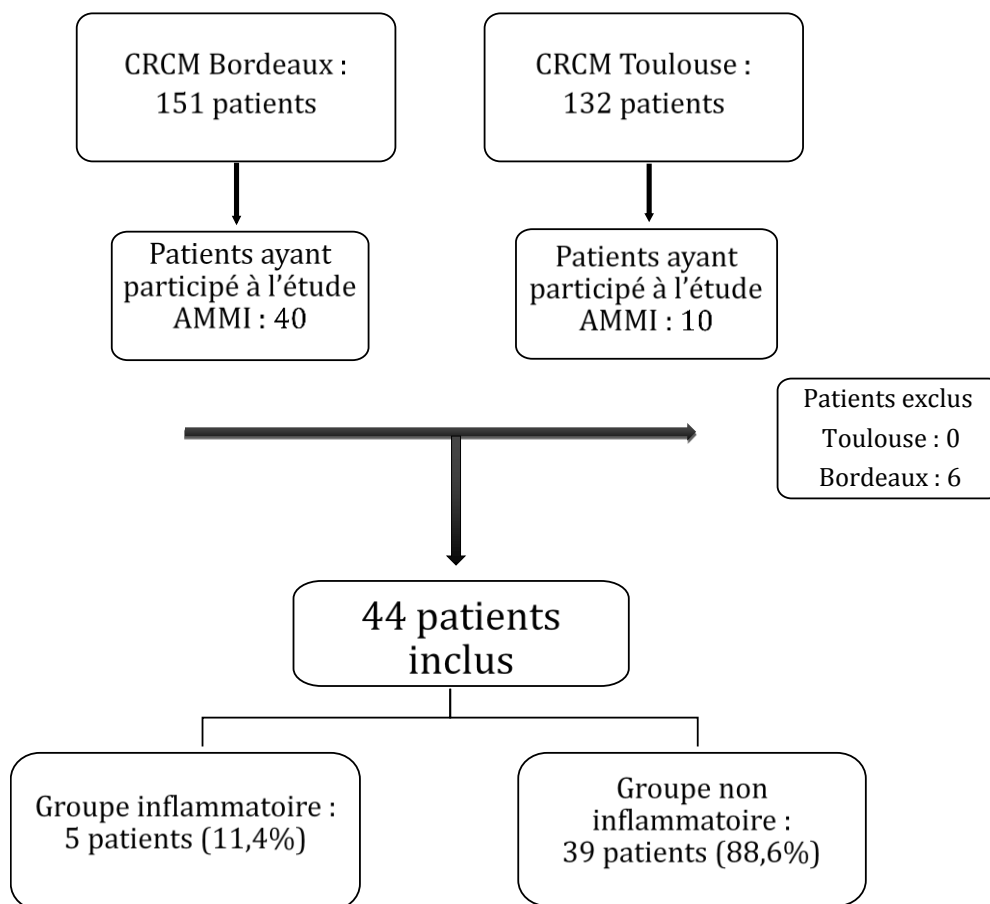 CRCM Bordeaux :
151 patients
CRCM Toulouse :
132 patients
Patients ayant
participé à l’étude
AMMI : 40
Patients ayant
participé à l’étude
AMMI : 10
Patients exclus
Toulouse : 0
Bordeaux : 6
44 patients
inclus
Groupe inflammatoire :
5 patients (11,4%)
Groupe non
inflammatoire :
39 patients (88,6%)